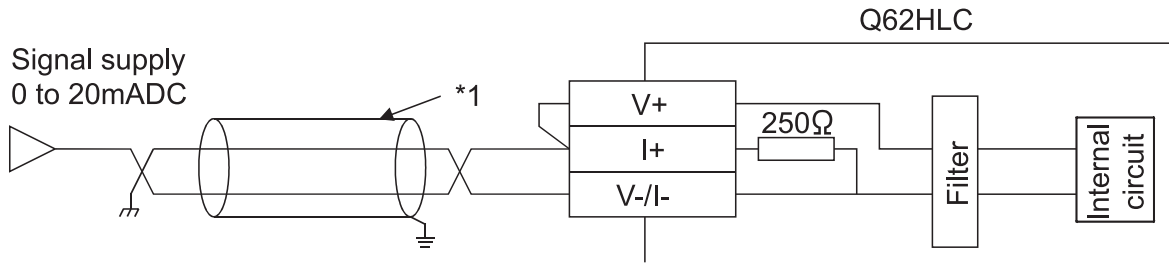 Q62HLC
Signal supply
0 to 20mADC
*1
V+
I+
V-/I-
250Ω
Filter
Internal
circuit